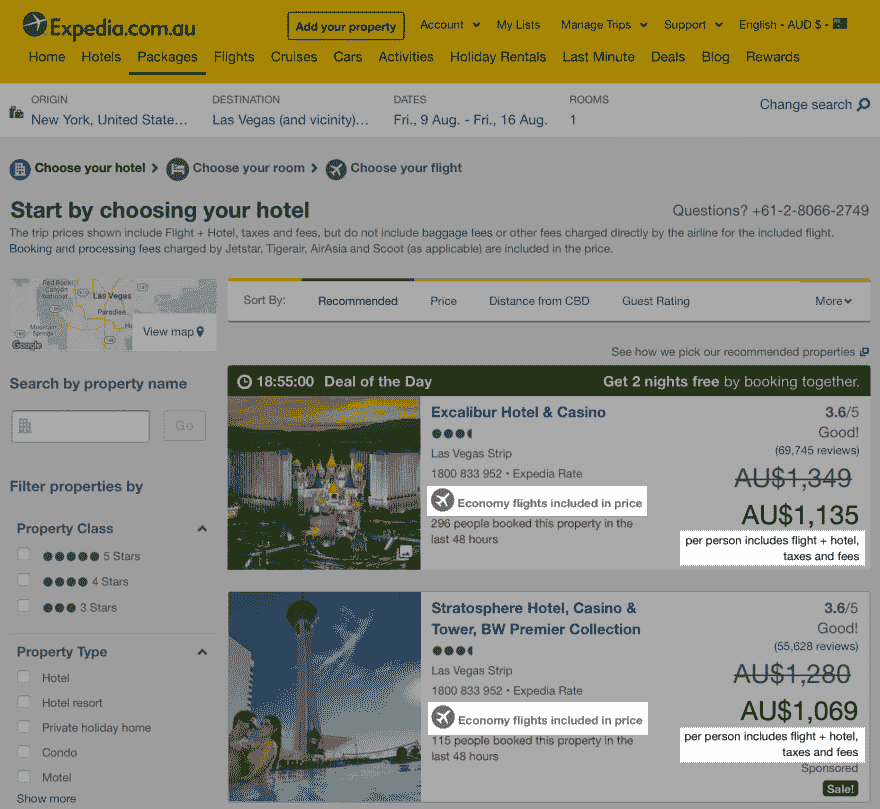 Expedia.com.au
Add your property
Account
My Lists
Manage Trips
Support
English - AUD $ -
Home
Hotels
Packages
Flights
Cruises
Cars
Activities
Holiday Rentals
Last Minute
Deals
Blog
Rewards
ORIGIN
New York, United State...
DESTINATION
Las Vegas (and vicinity)...
DATES
Fri., 9 Aug. - Fri., 16 Aug.
ROOMS
1
Change search
Choose your hotel
Choose your room
Choose your flight
Start by choosing your hotel
Questions? +61-2-8066-2749
The trip prices shown include Flight + Hotel, taxes and fees, but do not include baggage fees or other fees charged directly by the airline for the included flight.
Booking and processing fees charged by Jetstar, Tigerair, AirAsia and Scoot (as applicable) are included in the price.
Red Rock
Canyon
National
Las Vegas
Paradise
Mountain
Springs
Google
View map
Sort By:
Recommended
Price
Distance from CBD
Guest Rating
More
See how we pick our recommended properties
Search by property name
Go
Filter properties by
Property Class
5 Stars
4 Stars
3 Stars
Property Type
Hotel
Hotel resort
Private holiday home
Condo
Motel
Show more
18:55:00 Deal of the Day
Get 2 nights free by booking together.
Excalibur Hotel & Casino
Las Vegas Strip
1800 833 952 • Expedia Rate
Economy flights included in price
296 people booked this property in the
last 48 hours
3.6/5
Good!
(69,745 reviews)
AU$1,349
AU$1,135
per person includes flight + hotel,
taxes and fees
Stratosphere Hotel, Casino &
Tower, BW Premier Collection
Las Vegas Strip
1800 833 952 • Expedia Rate
Economy flights included in price
115 people booked this property in the
last 48 hours
3.6/5
Good!
(55,628 reviews)
AU$1,280
AU$1,069
per person includes flight + hotel,
taxes and fees
Sponsored
Sale!